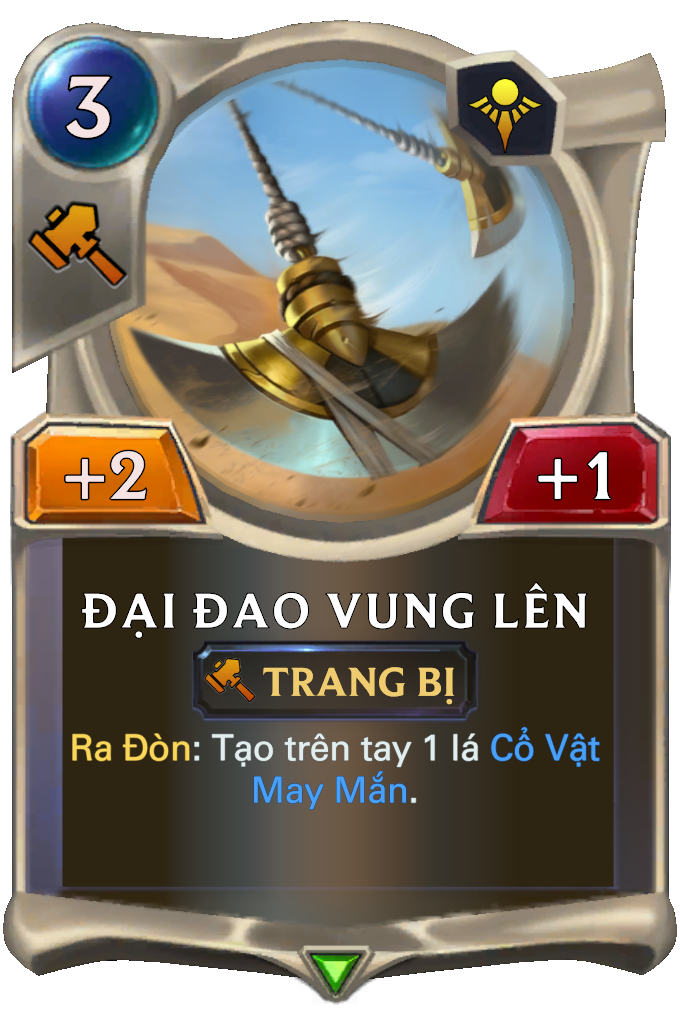 3
+2
+1
ĐẠI ĐAO VUNG LÊN
TRANG BỊ
Ra Đòn: Tạo trên tay 1 lá Cổ Vật
May Mắn.